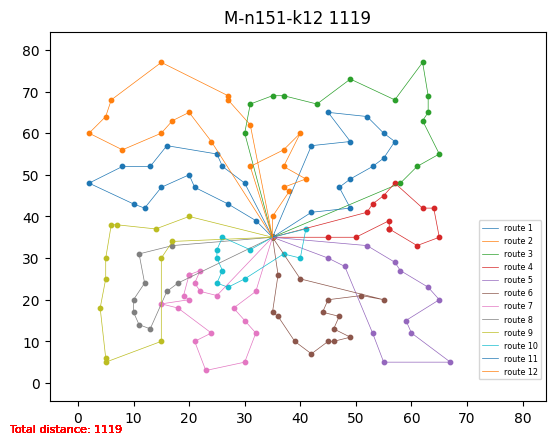 M-n151-k12 1119
80
70
60
50
40
30
20
10
0
route 1
route 2
route 3
route 4
route 5
route 6
route 7
route 8
route 9
route 10
route 11
route 12
0 10 20 30 40 50 60 70 80
Total distance: 1119